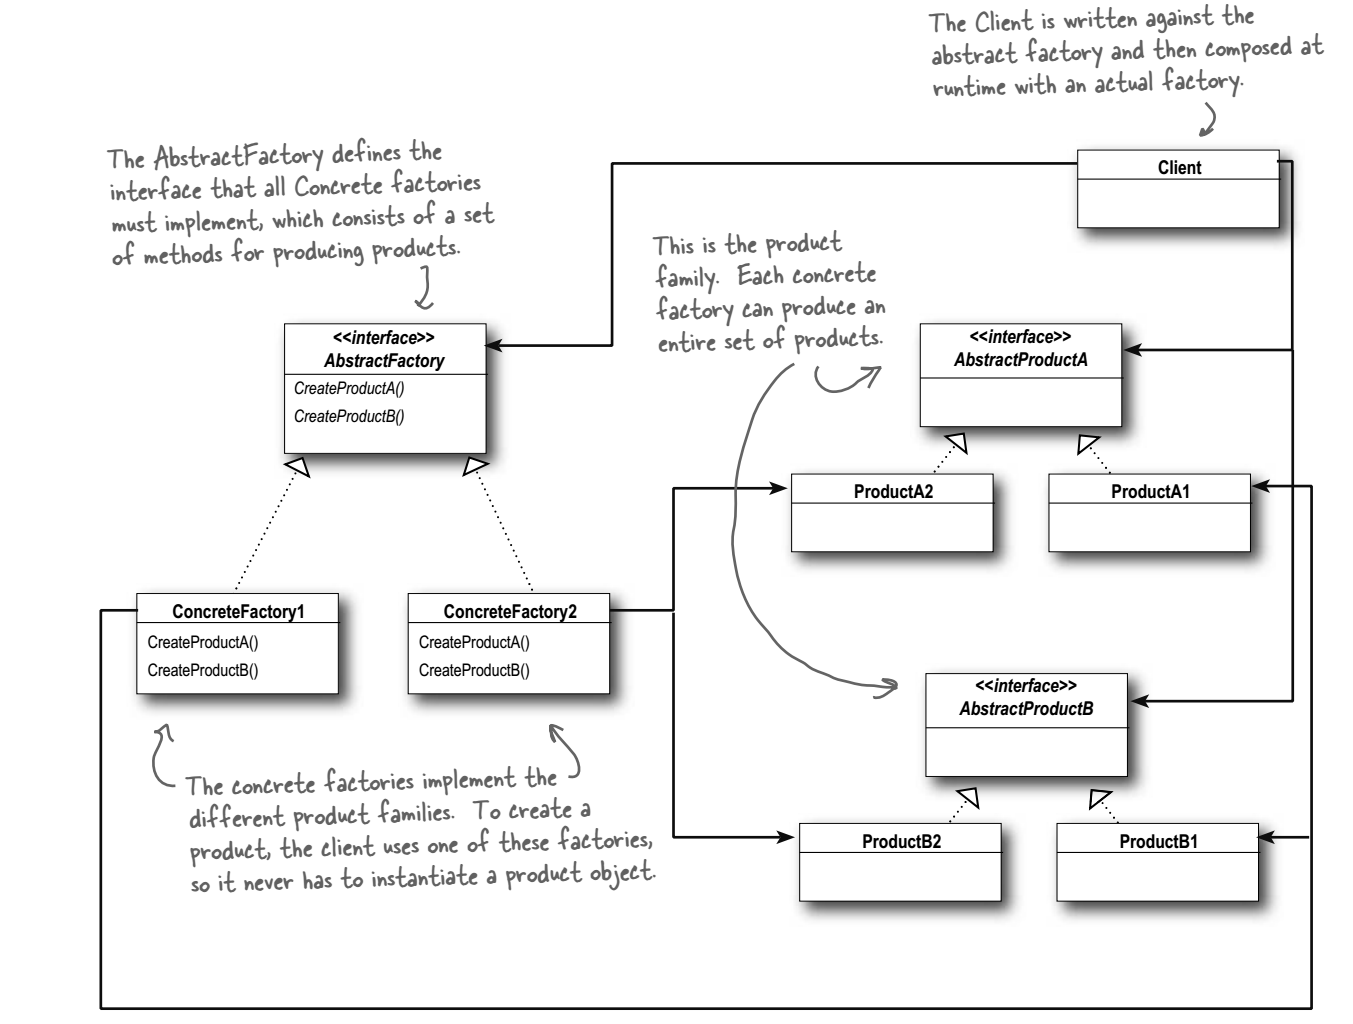 The Client is written against the
abstract factory and then composed at
runtime with an actual factory.
The AbstractFactory defines the
interface that all Concrete factories
must implement, which consists of a set
of methods for producing products.
Client
This is the product
family. Each concrete
factory can produce an
entire set of products.
<<interface>>
AbstractFactory
CreateProductA()
CreateProductB()
<<interface>>
AbstractProductA
ProductA2
ProductA1
ConcreteFactory1
CreateProductA()
CreateProductB()
ConcreteFactory2
CreateProductA()
CreateProductB()
<<interface>>
AbstractProductB
The concrete factories implement the
different product families. To create a
product, the client uses one of these factories,
so it never has to instantiate a product object.
ProductB2
ProductB1